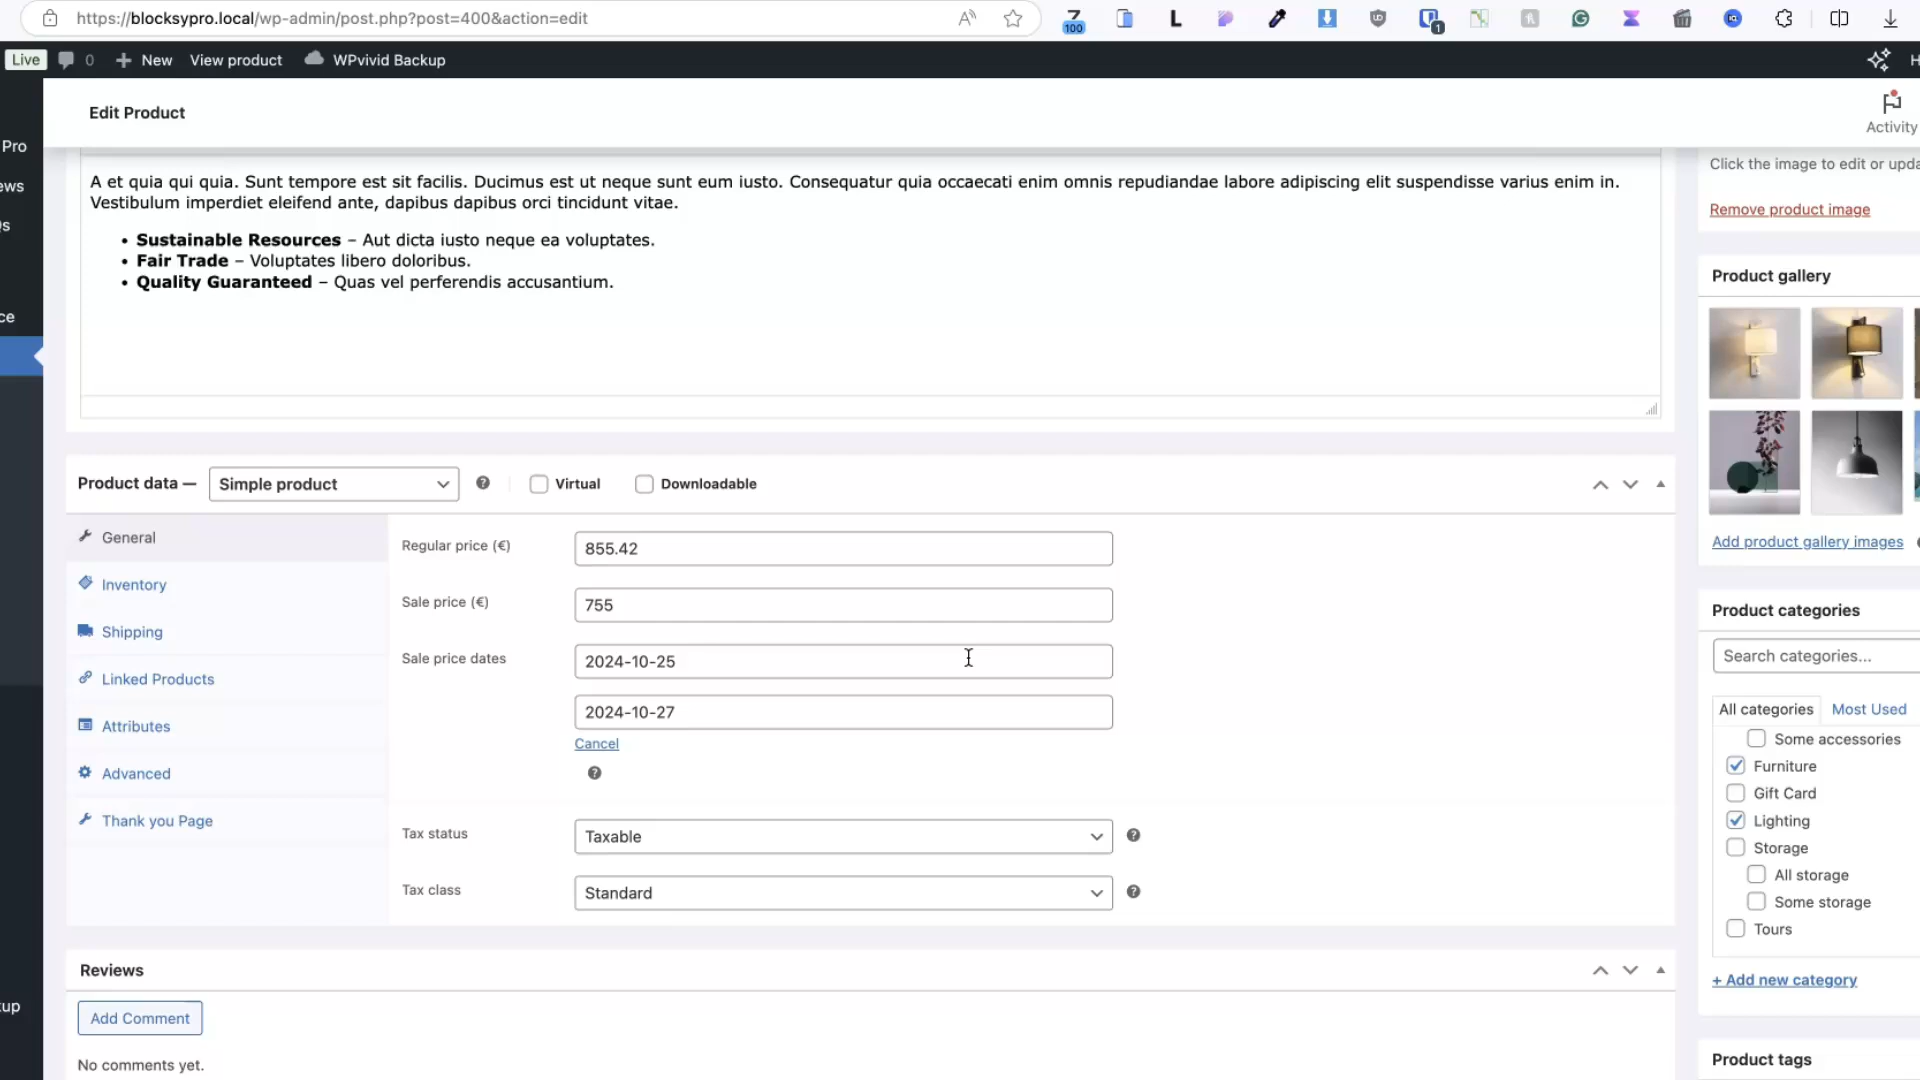 https://blocksypro.local/wp-admin/post.php?post=400&action=edit
100
L
1
Live
0
New
View product
WPvivid Backup
H
Edit Product
Activity
Pro
ews
Qs
ce
kup
A et quia qui quia. Sunt tempore est sit facilis. Ducimus est ut neque sunt eum iusto. Consequatur quia occaecati enim omnis repudiandae labore adipiscing elit suspendisse varius enim in.
Vestibulum imperdiet eleifend ante, dapibus dapibus orci tincidunt vitae.
• Sustainable Resources – Aut dicta iusto neque ea voluptates.
• Fair Trade – Voluptates libero doloribus.
• Quality Guaranteed – Quas vel perferendis accusantium.
Click the image to edit or upda
Remove product image
Product gallery
Add product gallery images
Product data —
Simple product
Virtual
Downloadable
General
Inventory
Shipping
Linked Products
Attributes
Advanced
Thank you Page
Regular price (€)
855.42
Sale price (€)
755
Sale price dates
2024-10-25
2024-10-27
Cancel
Tax status
Taxable
Tax class
Standard
Product categories
Search categories...
All categories
Most Used
Some accessories
Furniture
Gift Card
Lighting
Storage
All storage
Some storage
Tours
+ Add new category
Reviews
Add Comment
No comments yet.
Product tags